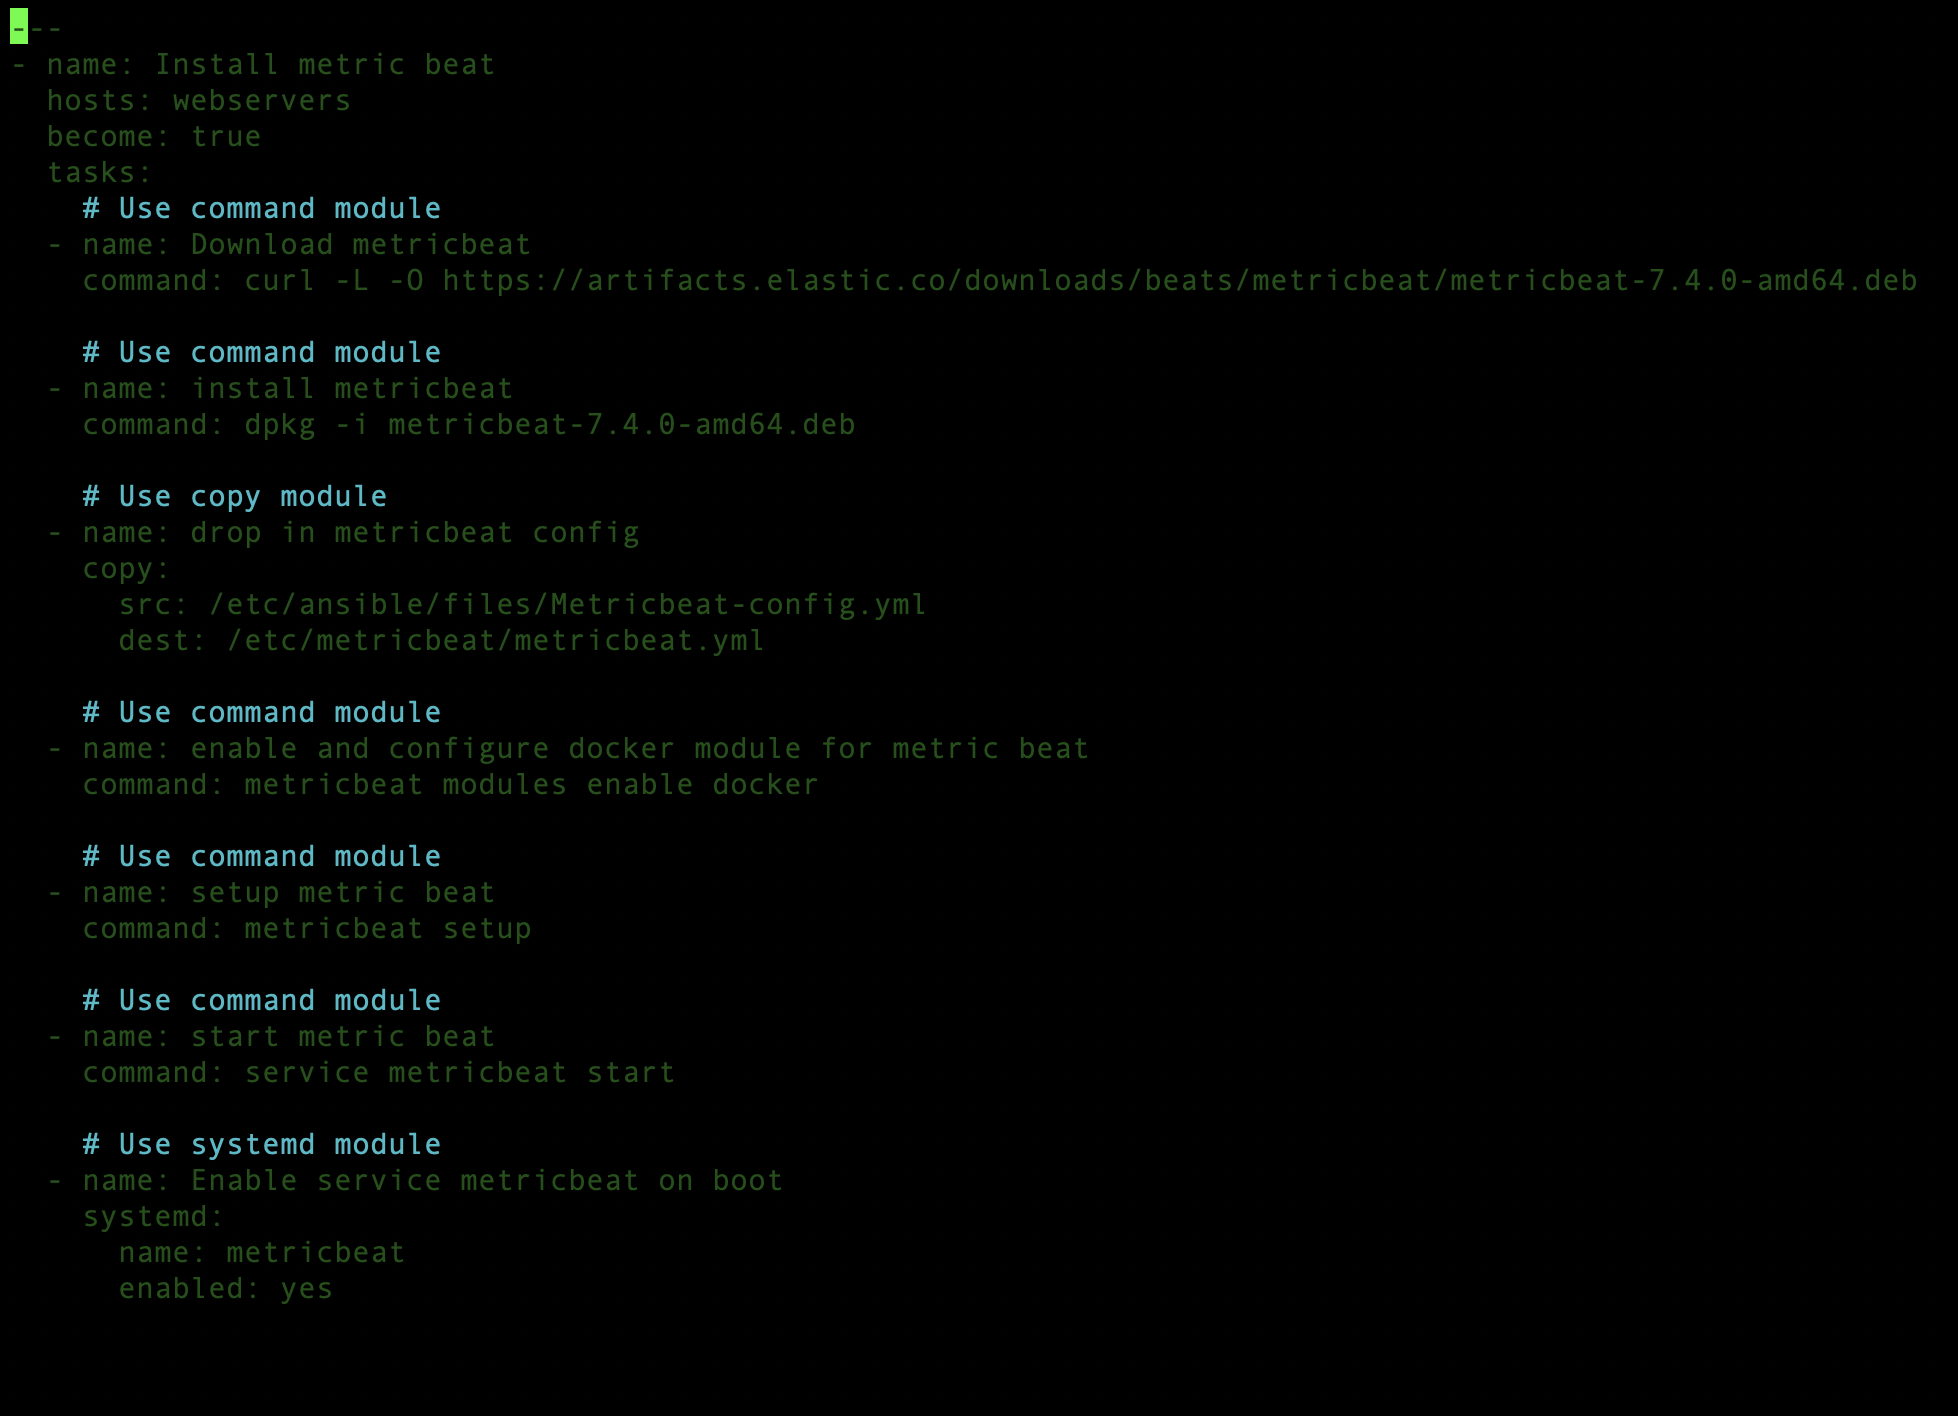 ---
- name: Install metric beat
  hosts: webservers
  become: true
  tasks:
    # Use command module
  - name: Download metricbeat
    command: curl -L -O https://artifacts.elastic.co/downloads/beats/metricbeat/metricbeat-7.4.0-amd64.deb

    # Use command module
  - name: install metricbeat
    command: dpkg -i metricbeat-7.4.0-amd64.deb

    # Use copy module
  - name: drop in metricbeat config
    copy:
      src: /etc/ansible/files/Metricbeat-config.yml
      dest: /etc/metricbeat/metricbeat.yml

    # Use command module
  - name: enable and configure docker module for metric beat
    command: metricbeat modules enable docker

    # Use command module
  - name: setup metric beat
    command: metricbeat setup

    # Use command module
  - name: start metric beat
    command: service metricbeat start

    # Use systemd module
  - name: Enable service metricbeat on boot
    systemd:
      name: metricbeat
      enabled: yes